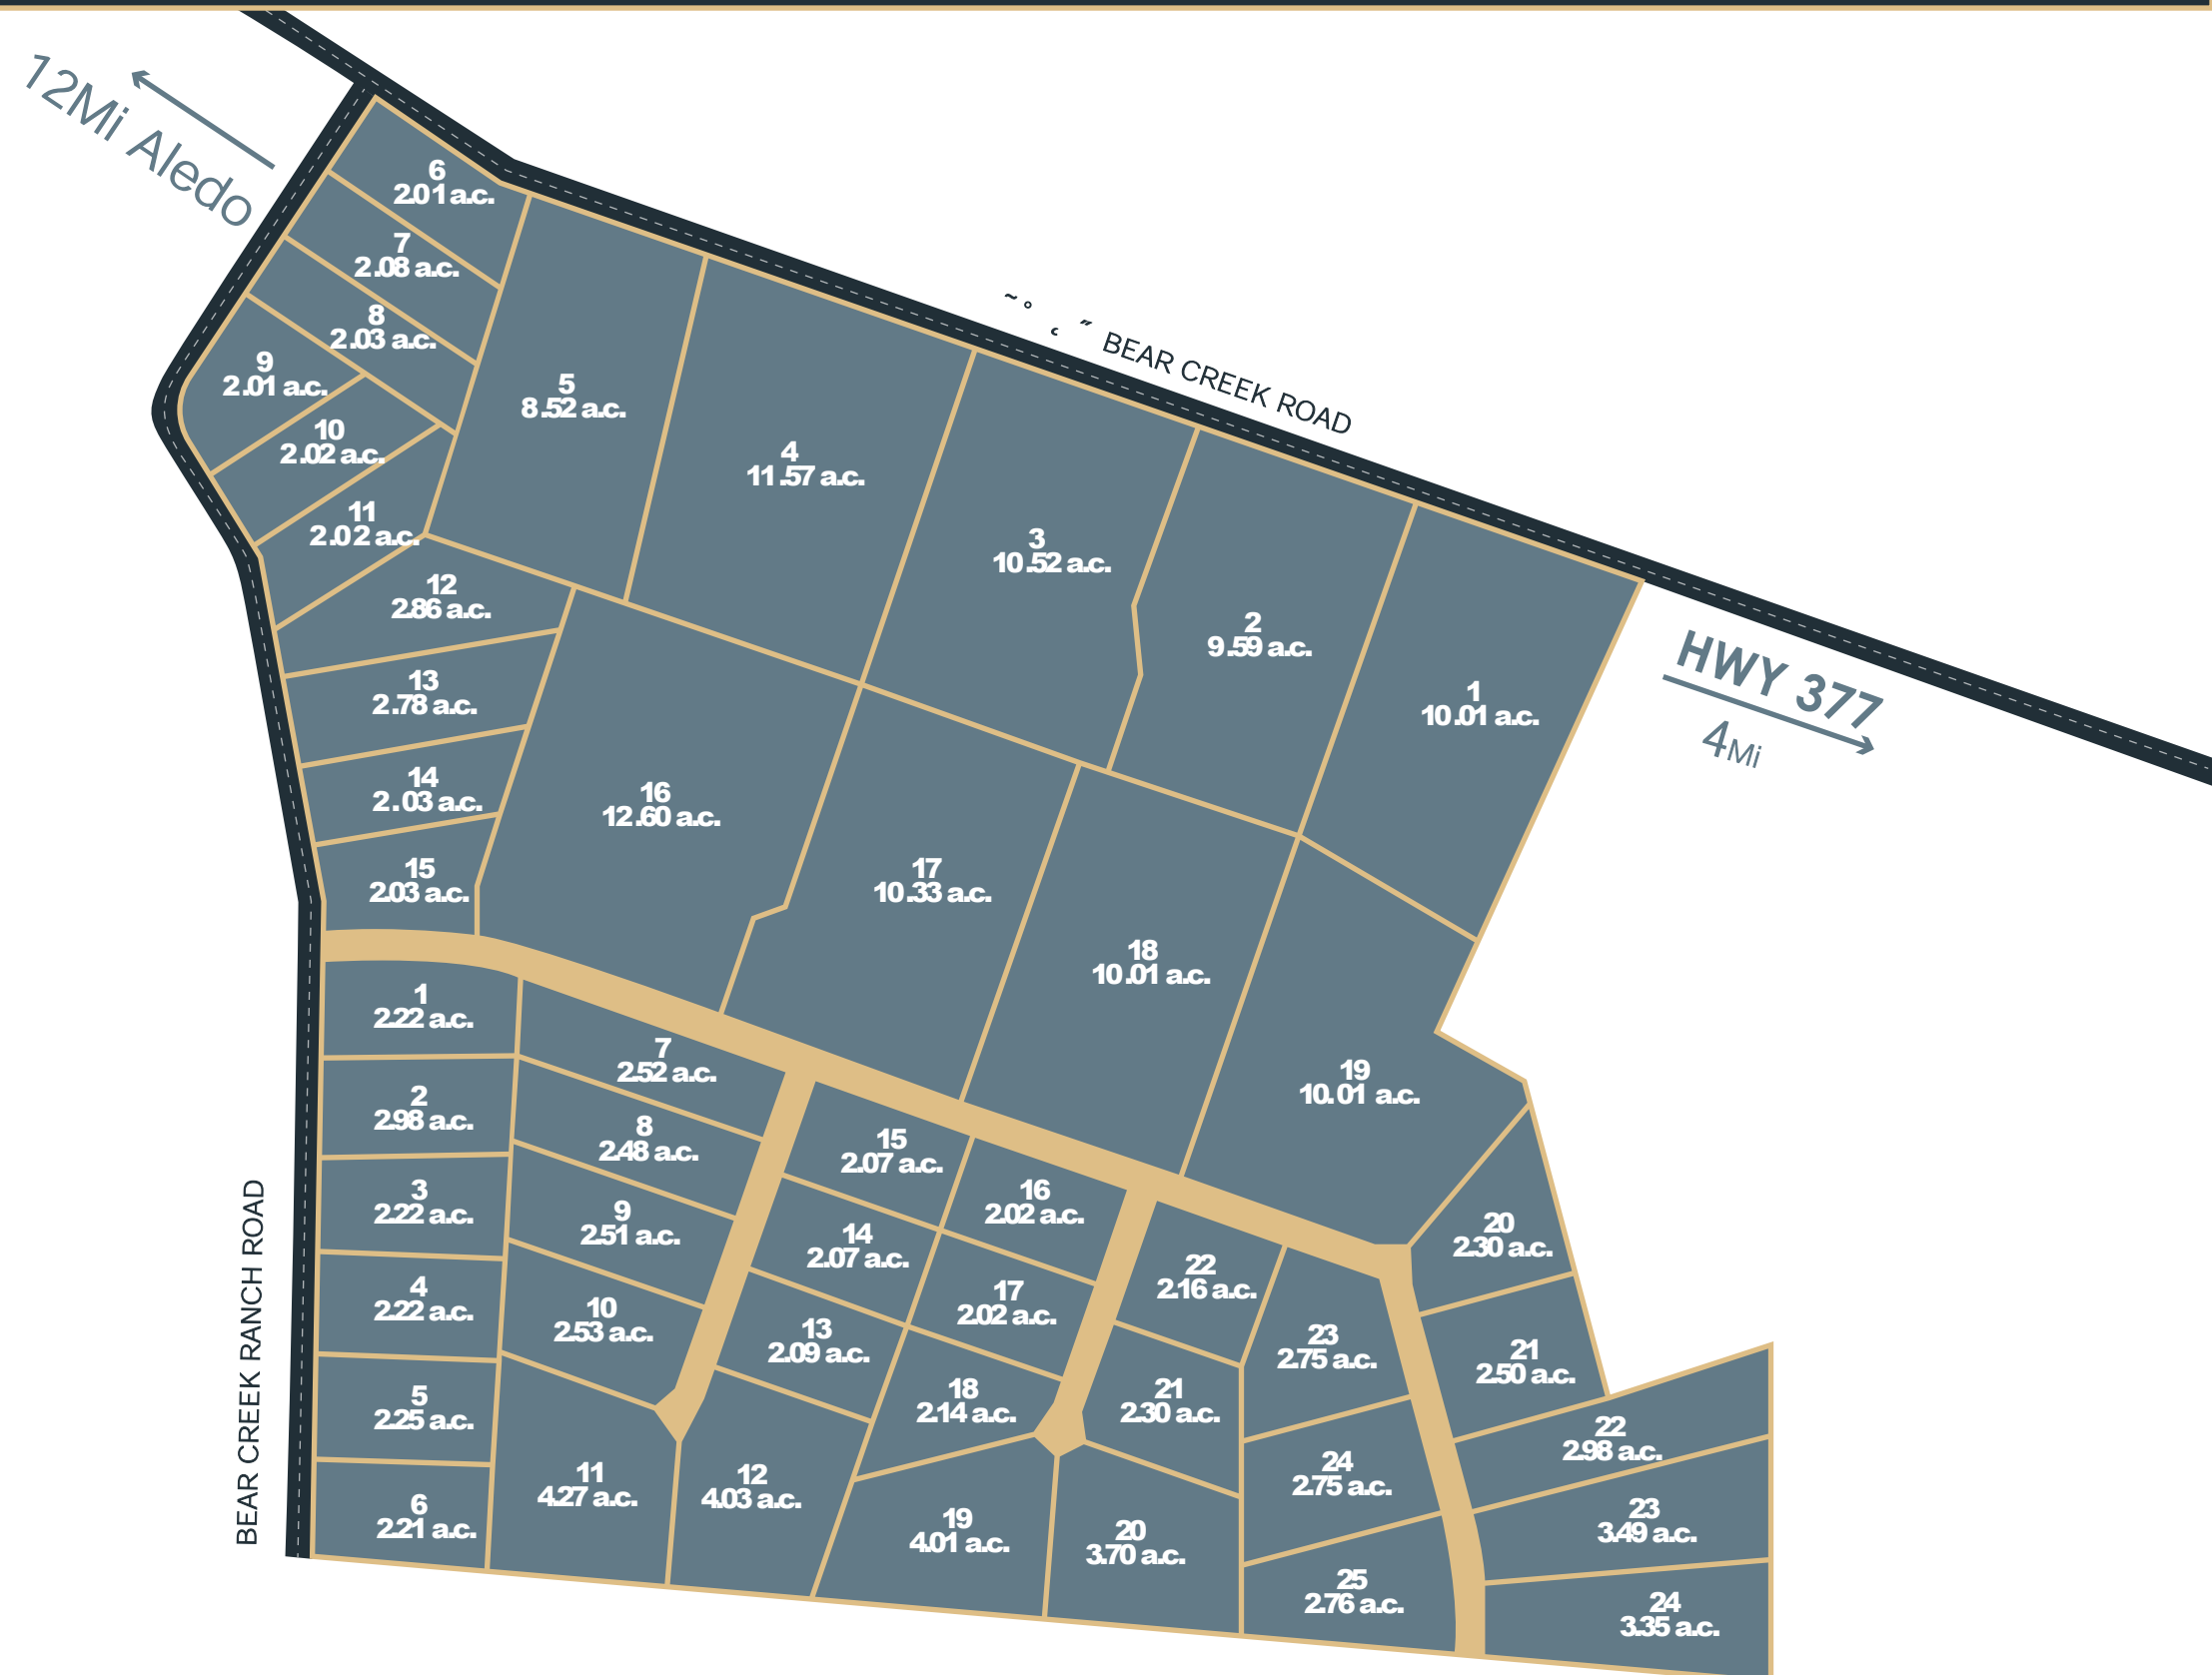 12Mi Aledo
BEAR CREEK ROAD
HWY 377
4Mi
BEAR CREEK RANCH ROAD
6
2.01 a.c.
7
2.08 a.c.
8
2.03 a.c.
9
2.01 a.c.
10
2.02 a.c.
11
2.02 a.c.
12
2.86 a.c.
13
2.78 a.c.
14
2.03 a.c.
15
2.03 a.c.
5
8.52 a.c.
4
11.57 a.c.
3
10.52 a.c.
2
9.59 a.c.
1
10.01 a.c.
16
12.60 a.c.
17
10.33 a.c.
18
10.01 a.c.
19
10.01 a.c.
20
2.30 a.c.
21
2.50 a.c.
22
2.98 a.c.
23
3.49 a.c.
24
3.35 a.c.
1
2.22 a.c.
2
2.98 a.c.
3
2.22 a.c.
4
2.22 a.c.
5
2.25 a.c.
6
2.21 a.c.
7
2.52 a.c.
8
2.48 a.c.
9
2.51 a.c.
10
2.53 a.c.
11
4.27 a.c.
12
4.03 a.c.
13
2.09 a.c.
14
2.07 a.c.
15
2.07 a.c.
16
2.02 a.c.
17
2.02 a.c.
18
2.14 a.c.
19
4.01 a.c.
20
3.70 a.c.
21
2.30 a.c.
22
2.16 a.c.
23
2.75 a.c.
24
2.75 a.c.
25
2.76 a.c.